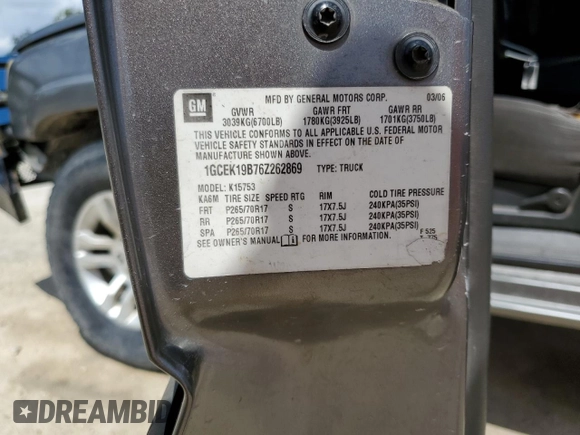 GM
MFD BY GENERAL MOTORS CORP. 03/06
GVWR GAWR FRT GAWR RR
3039KG(6700LB) 1780KG(3925LB) 1701KG(3750LB)
THIS VEHICLE CONFORMS TO ALL APPLICABLE U.S. FEDERAL MOTOR
VEHICLE SAFETY STANDARDS IN EFFECT ON THE DATE OF
MANUFACTURE SHOWN ABOVE.
1GCEK19B76Z262869 TYPE: TRUCK
MODEL: K15753
KA6M TIRE SIZE SPEED RTG RIM COLD TIRE PRESSURE
FRT P265/70R17 S 17X7.5J 240KPA(35PSI)
RR P265/70R17 S 17X7.5J 240KPA(35PSI)
SPA P265/70R17 S 17X7.5J 240KPA(35PSI)
SEE OWNER'S MANUAL FOR MORE INFORMATION. F 525
DREAMBID